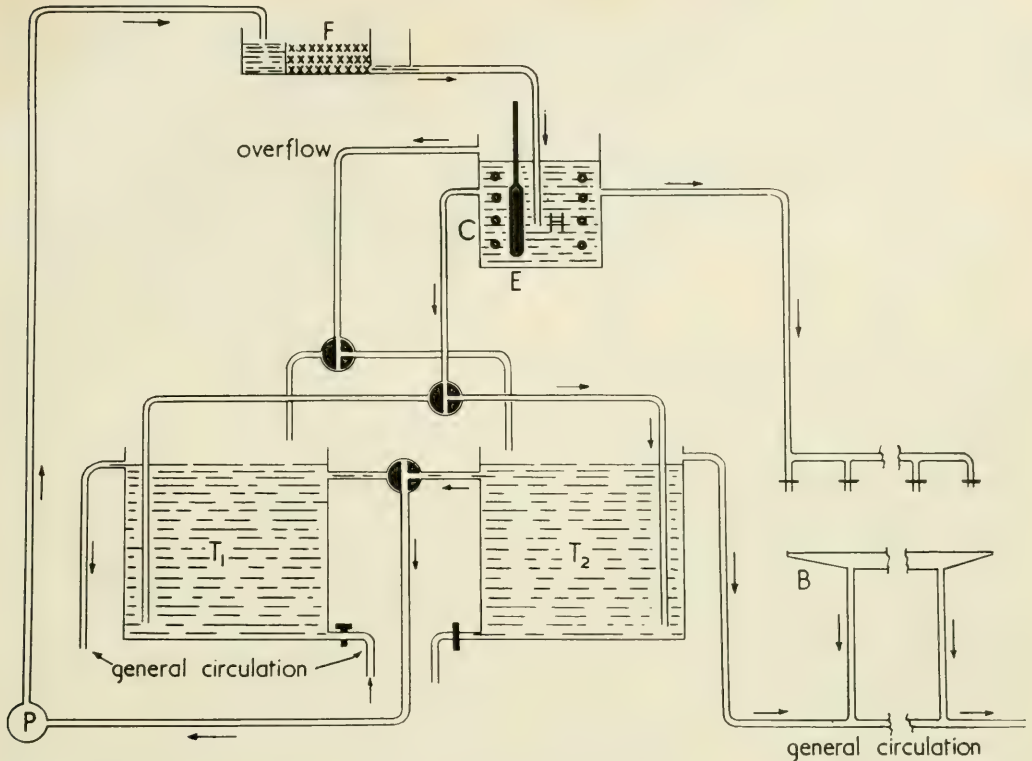 F
overflow
C
H
E
T1
T2
B
general circulation
P
general circulation